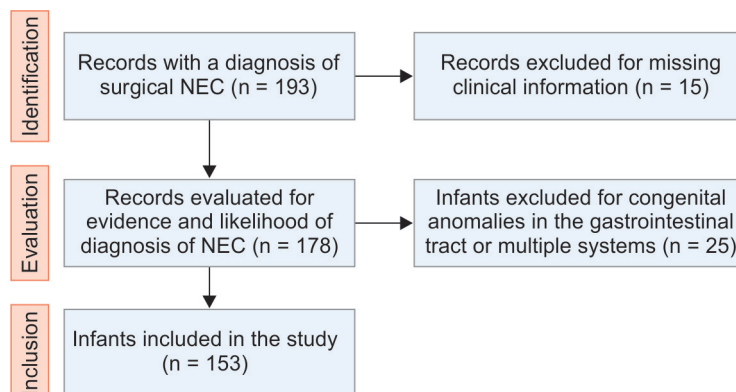 Identification
Records with a diagnosis of
surgical NEC (n = 193)
Records excluded for missing
clinical information (n = 15)
Evaluation
Records evaluated for
evidence and likelihood of
diagnosis of NEC (n = 178)
Infants excluded for congenital
anomalies in the gastrointestinal
tract or multiple systems (n = 25)
nclusion
Infants included in the study
(n = 153)